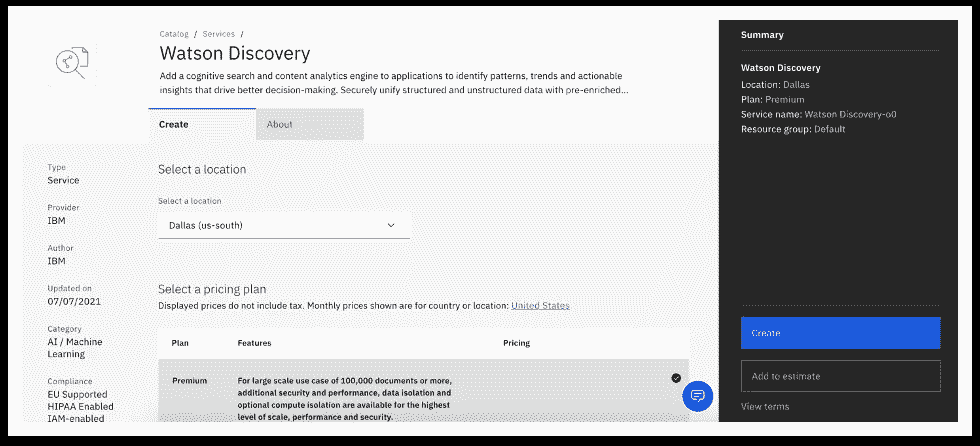 Catalog / Services /
Watson Discovery
Add a cognitive search and content analytics engine to applications to identify patterns, trends and actionable
insights that drive better decision-making. Securely unify structured and unstructured data with pre-enriched...
Create
About
Type
Service
Provider
IBM
Author
IBM
Updated on
07/07/2021
Category
AI / Machine
Learning
Compliance
EU Supported
HIPAA Enabled
IAM-enabled
Select a location
Select a location
Dallas (us-south)
Select a pricing plan
Displayed prices do not include tax. Monthly prices shown are for country or location: United States
Plan Features Pricing
Premium
For large scale use case of 100,000 documents or more,
additional security and performance, data isolation and
optional compute isolation are available for the highest
level of scale, performance and security.
Summary
Watson Discovery
Location: Dallas
Plan: Premium
Service name: Watson Discovery-o0
Resource group: Default
Create
Add to estimate
View terms